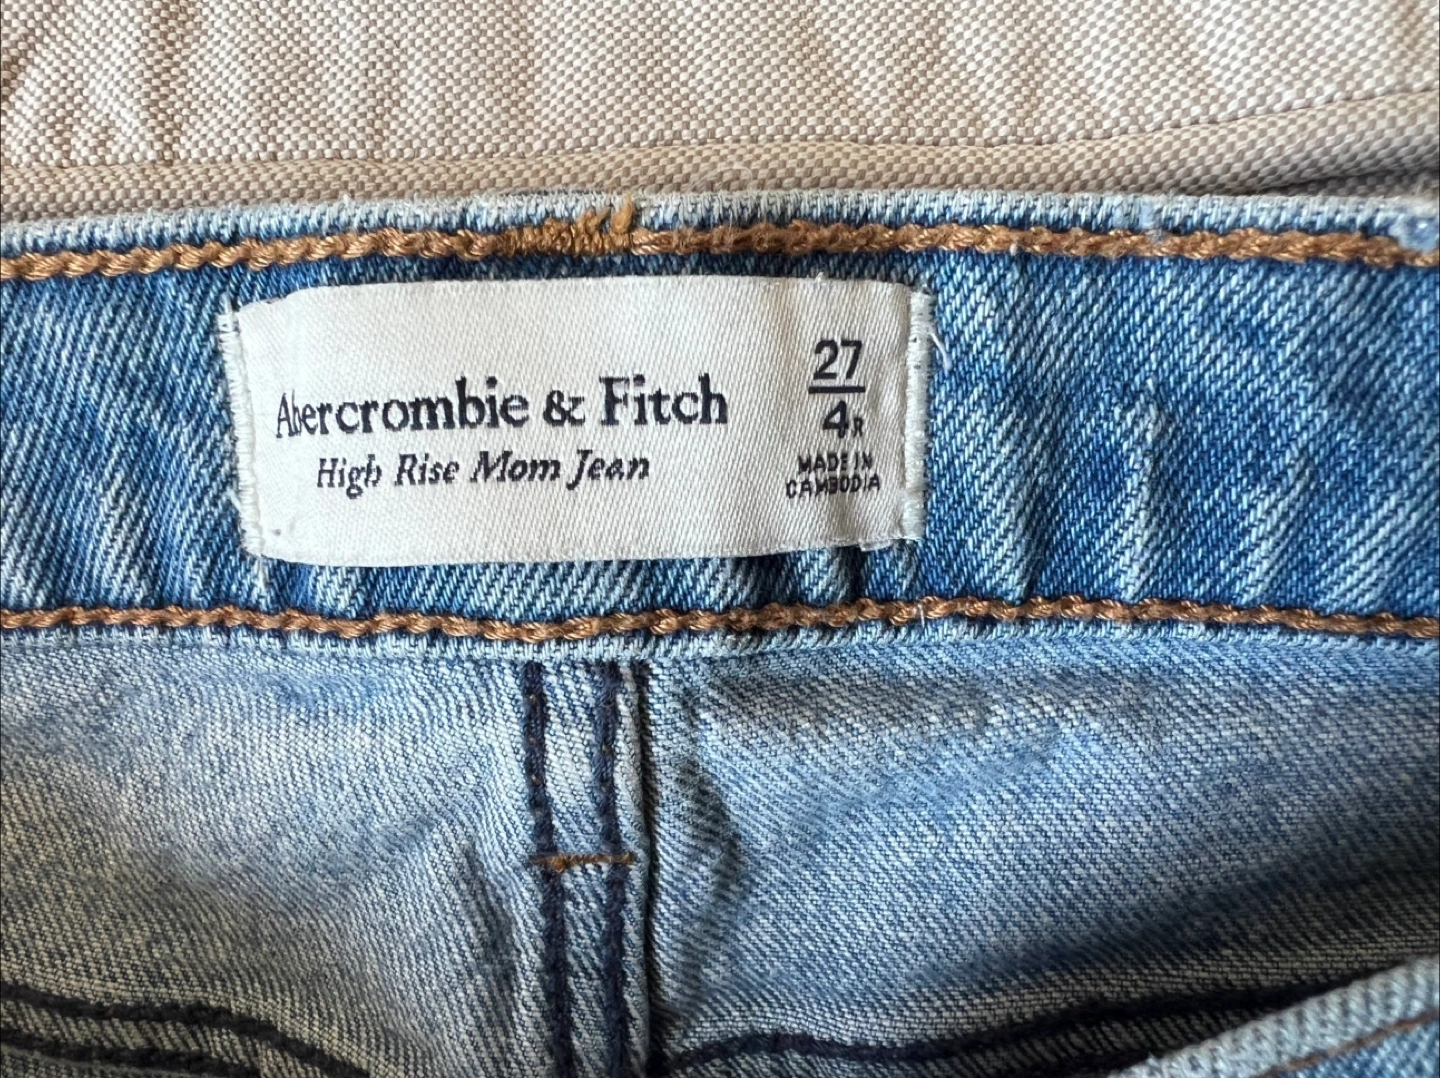 Abercrombie & Fitch
High Rise Mom Jean
27
4R
MADE IN
CAMBODIA